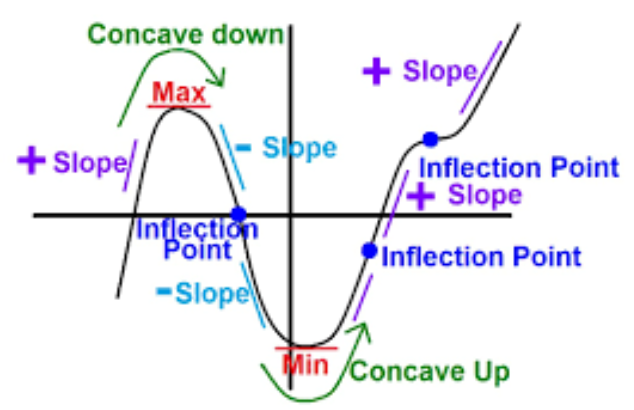 Concave down
+ Slope
Max
+ Slope
- Slope
Inflection Point
+ Slope
Inflection
Point
Inflection Point
-Slope
Min
Concave Up